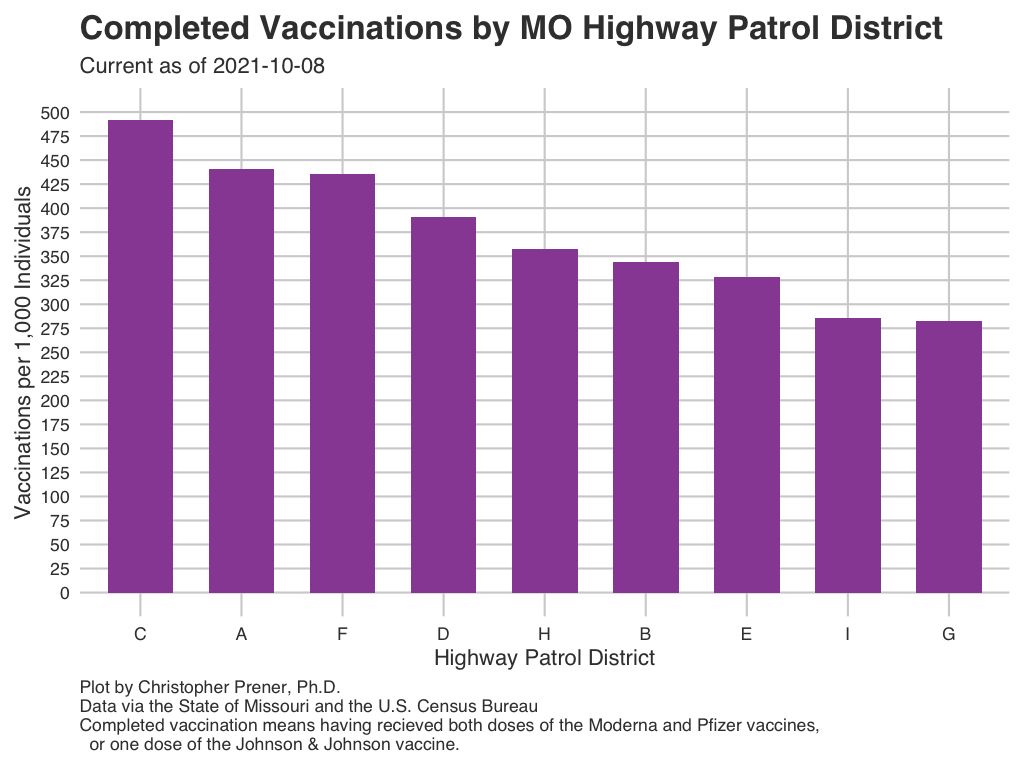 Completed Vaccinations by MO Highway Patrol District
Current as of 2021-10-08
Vaccinations per 1,000 Individuals
500
475
450
425
400
375
350
325
300
275
250
225
200
175
150
125
100
75
50
25
0
C A F D H B E I G
Highway Patrol District
Plot by Christopher Prener, Ph.D.
Data via the State of Missouri and the U.S. Census Bureau
Completed vaccination means having recieved both doses of the Moderna and Pfizer vaccines,
or one dose of the Johnson & Johnson vaccine.